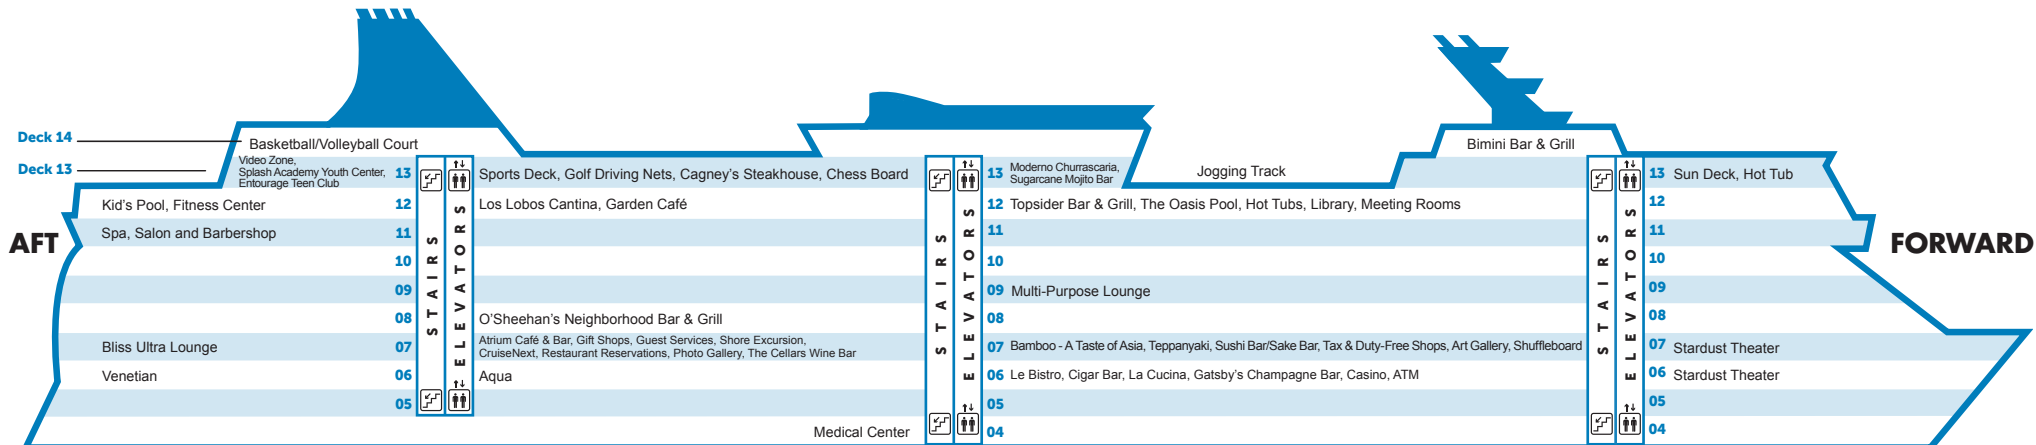 Deck 14
Basketball/Volleyball Court
Bimini Bar & Grill
Deck 13
Video Zone,
Splash Academy Youth Center,
Entourage Teen Club
13
Sports Deck, Golf Driving Nets, Cagney's Steakhouse, Chess Board
13
Moderno Churrascaria,
Sugarcane Mojito Bar
Jogging Track
13
Sun Deck, Hot Tub
Kid's Pool, Fitness Center
12
Los Lobos Cantina, Garden Café
12
Topsider Bar & Grill, The Oasis Pool, Hot Tubs, Library, Meeting Rooms
12
AFT
Spa, Salon and Barbershop
11
11
11
FORWARD
10
10
10
09
09
Multi-Purpose Lounge
09
08
O'Sheehan's Neighborhood Bar & Grill
08
08
Bliss Ultra Lounge
07
Atrium Café & Bar, Gift Shops, Guest Services, Shore Excursion,
CruiseNext, Restaurant Reservations, Photo Gallery, The Cellars Wine Bar
07
Bamboo - A Taste of Asia, Teppanyaki, Sushi Bar/Sake Bar, Tax & Duty-Free Shops, Art Gallery, Shuffleboard
07
Stardust Theater
Venetian
06
Aqua
06
Le Bistro, Cigar Bar, La Cucina, Gatsby's Champagne Bar, Casino, ATM
06
Stardust Theater
05
05
05
Medical Center
04
04
STAIRS
ELEVATORS
STAIRS
ELEVATORS
STAIRS
ELEVATORS